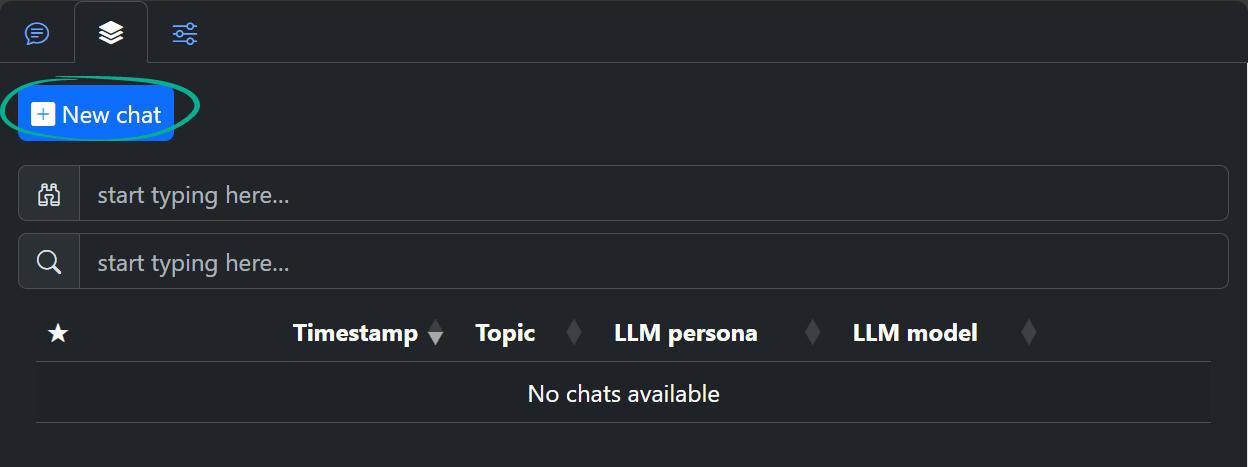 New chat
start typing here...
start typing here...
Timestamp Topic LLM persona LLM model
No chats available